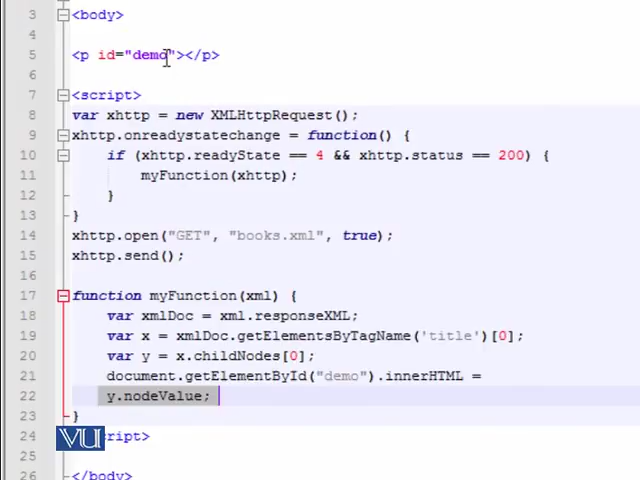 3 <body>
4
5 <p id="demo"></p>
6
7 <script>
8 var xhttp = new XMLHttpRequest();
9 xhttp.onreadystatechange = function() {
10 if (xhttp.readyState == 4 && xhttp.status == 200) {
11 myFunction(xhttp);
12 }
13 }
14 xhttp.open("GET", "books.xml", true);
15 xhttp.send();
16
17 function myFunction(xml) {
18 var xmlDoc = xml.responseXML;
19 var x = xmlDoc.getElementsByTagName('title')[0];
20 var y = x.childNodes[0];
21 document.getElementById("demo").innerHTML =
22 y.nodeValue;
23 }
24 VU ript>
25
26 </body>